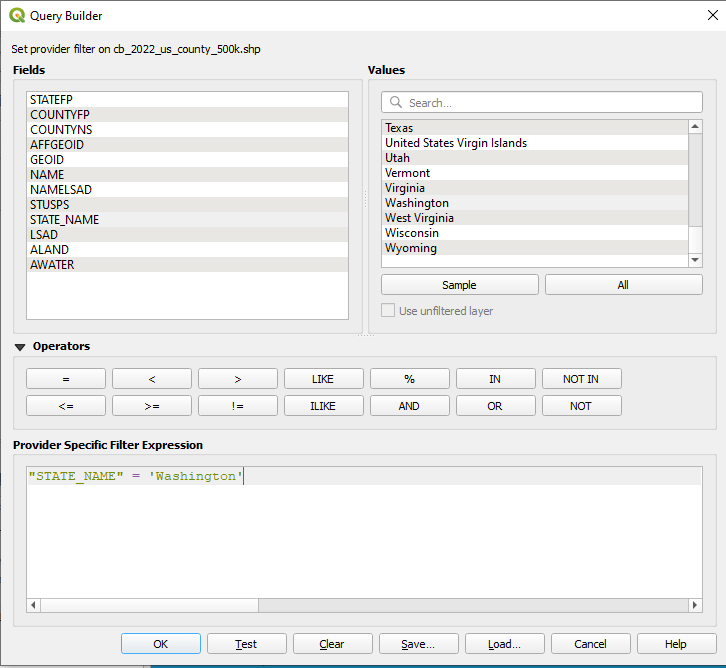 Query Builder
Set provider filter on cb_2022_us_county_500k.shp
Fields
STATEFP
COUNTYFP
COUNTYNS
AFFGEOID
GEOID
NAME
NAMELSAD
STUSPS
STATE_NAME
LSAD
ALAND
AWATER
Values
Search...
Texas
United States Virgin Islands
Utah
Vermont
Virginia
Washington
West Virginia
Wisconsin
Wyoming
Sample All
Use unfiltered layer
Operators
= < > LIKE % IN NOT IN
<= >= != ILIKE AND OR NOT
Provider Specific Filter Expression
"STATE_NAME" = 'Washington'
OK Test Clear Save... Load... Cancel Help